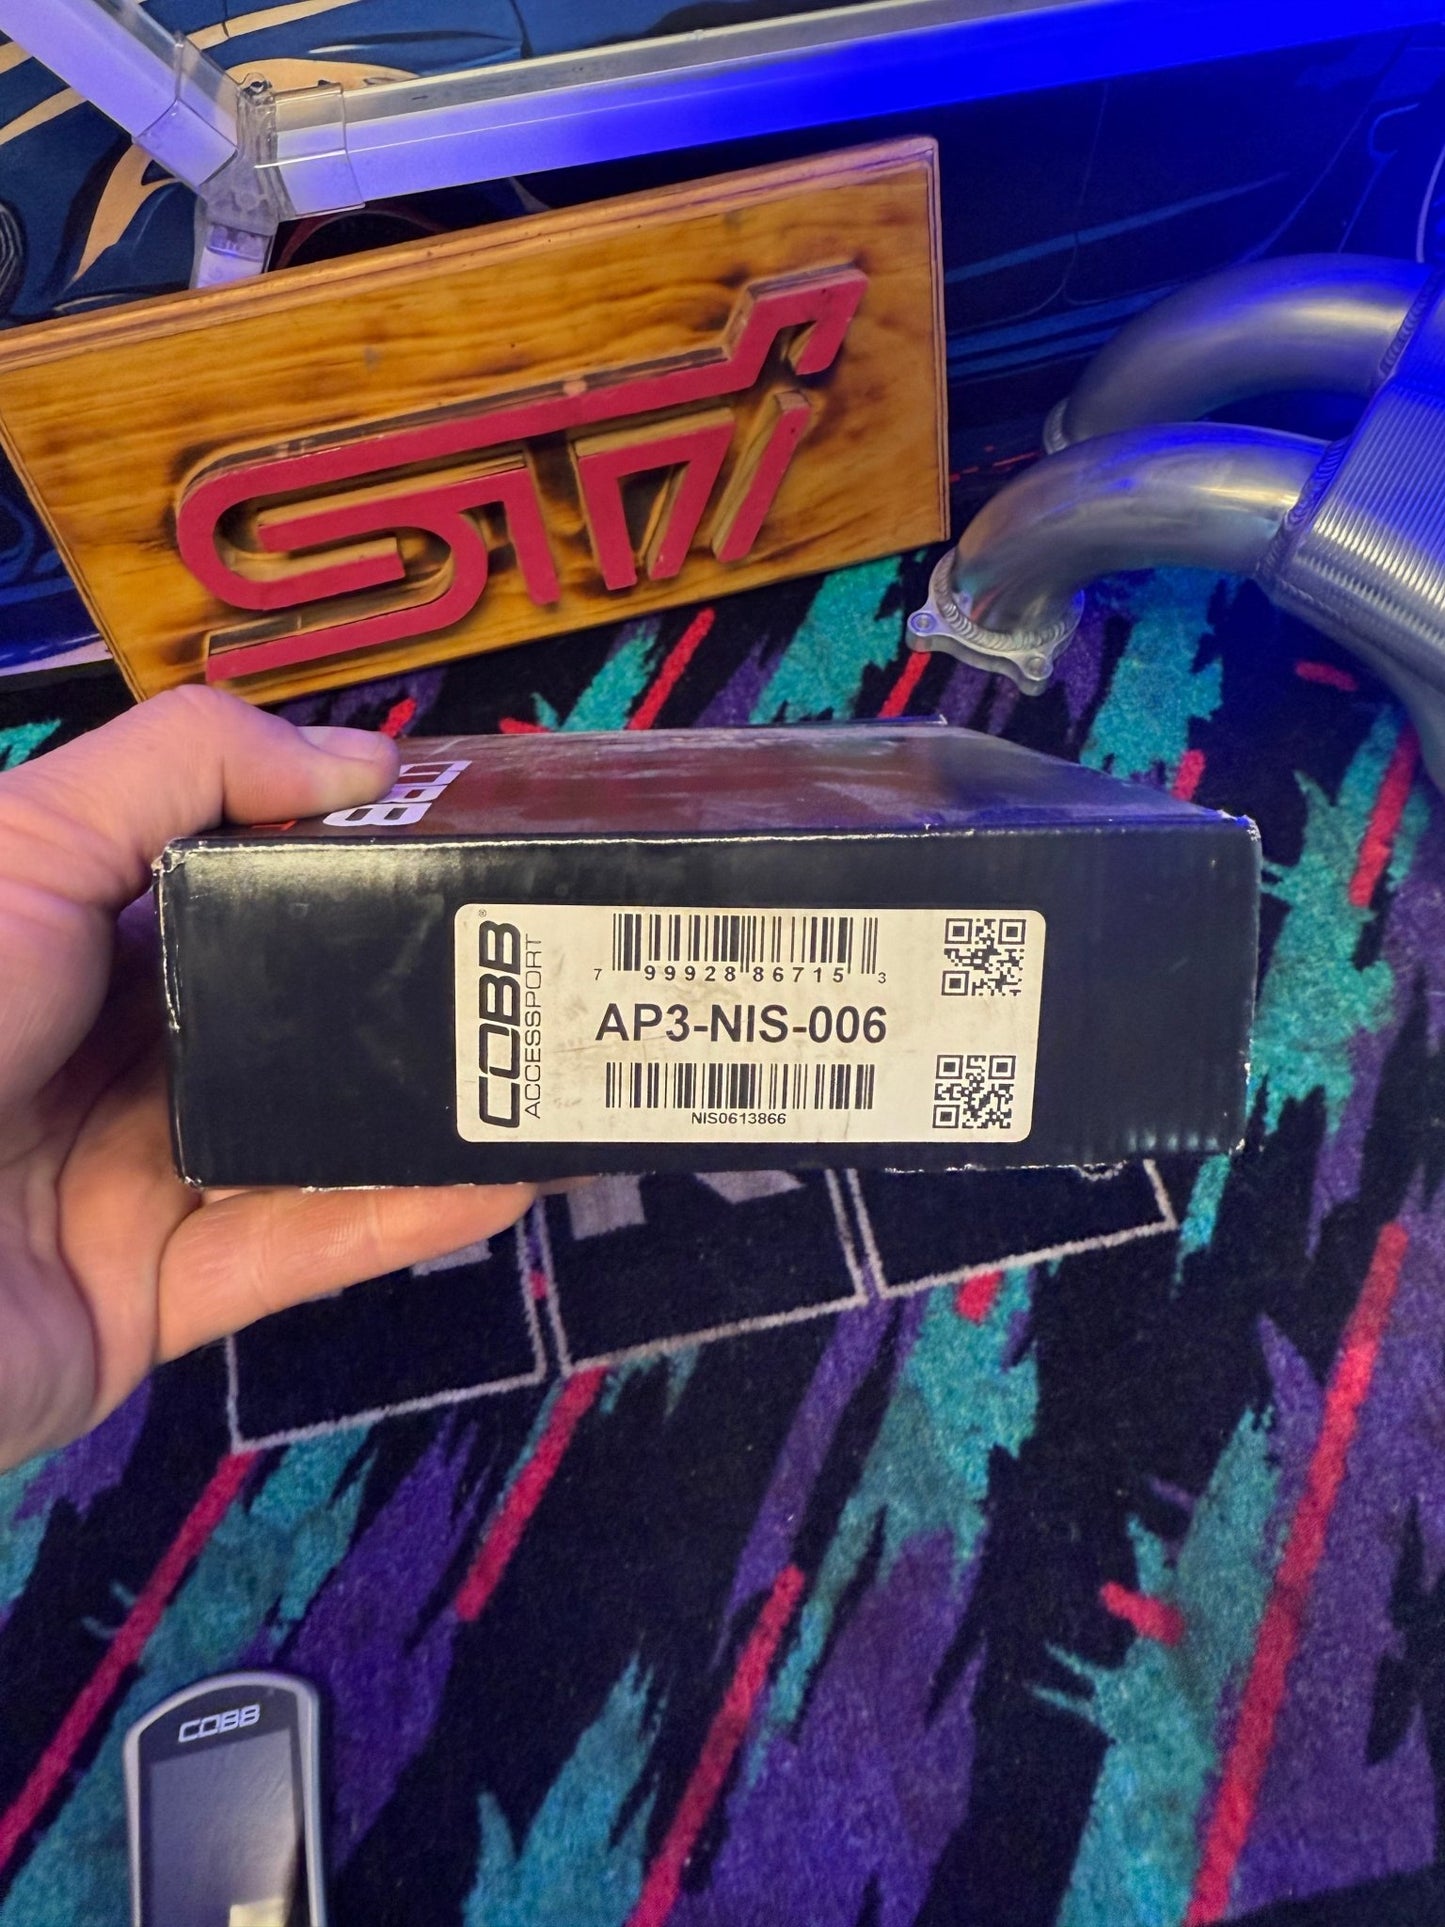 STi
COBB
COBB®
ACCESSPORT
7 99928 86715 3
AP3-NIS-006
NIS0613866
COBB